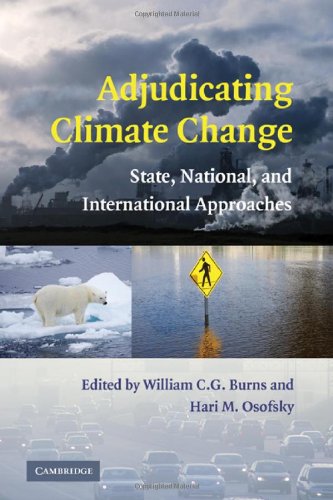 Adjudicating
Climate Change
State, National, and
International Approaches
Edited by William C.G. Burns and
Hari M. Osofsky
CAMBRIDGE